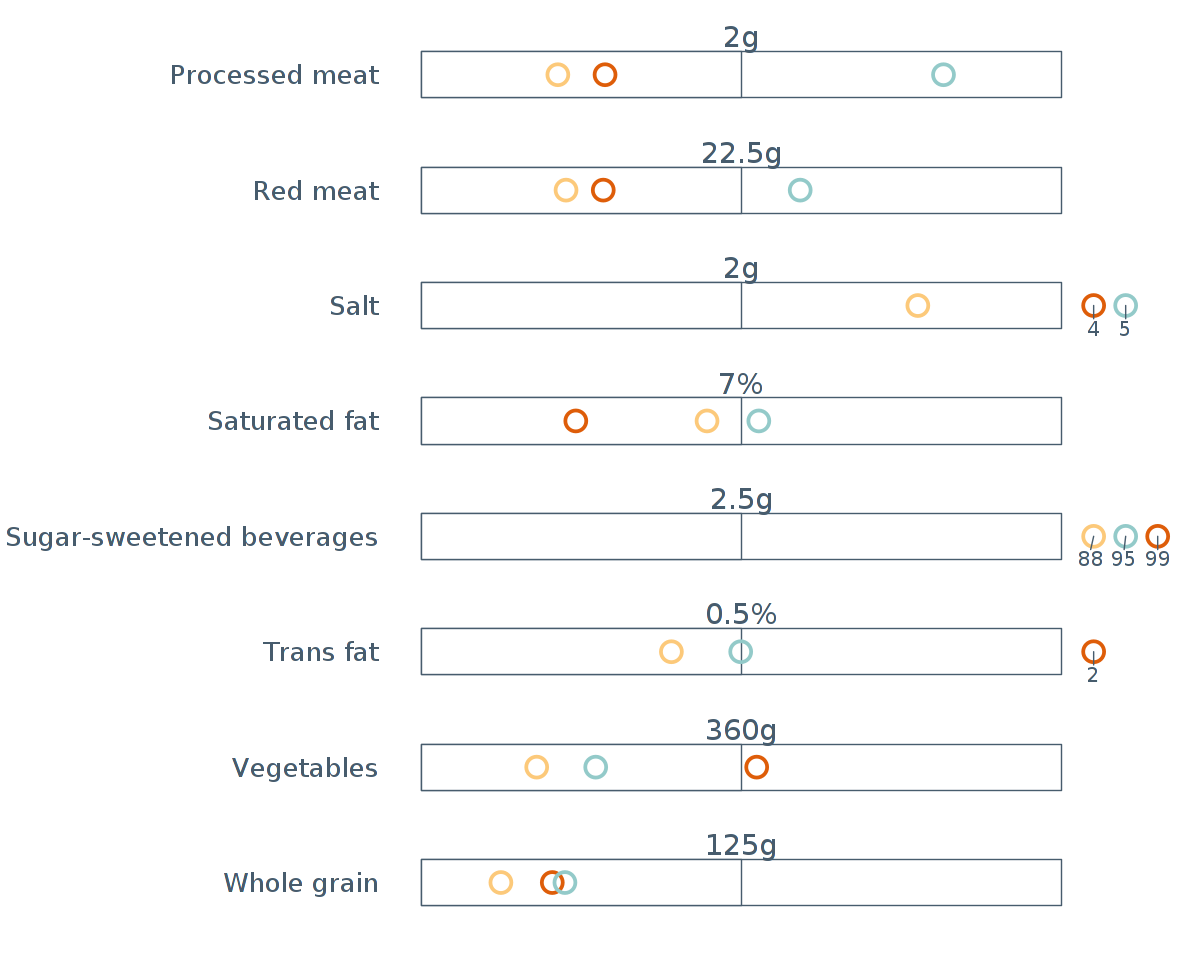 2g
Processed meat
22.5g
Red meat
2g
Salt
4 5
7%
Saturated fat
2.5g
Sugar-sweetened beverages
88 95 99
0.5%
Trans fat
2
360g
Vegetables
125g
Whole grain